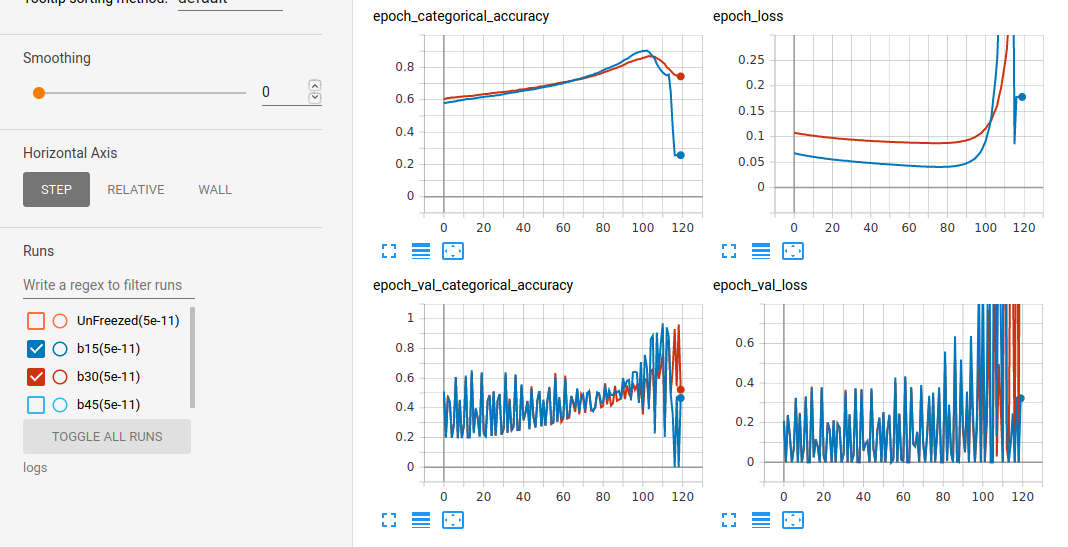 Tooltip sorting method: default
Smoothing
0
Horizontal Axis
STEP RELATIVE WALL
Runs
Write a regex to filter runs
UnFreezed(5e-11)
b15(5e-11)
b30(5e-11)
b45(5e-11)
TOGGLE ALL RUNS
logs
epoch_categorical_accuracy
0.8
0.6
0.4
0.2
0
0 20 40 60 80 100 120
epoch_loss
0.25
0.2
0.15
0.1
0.05
0
0 20 40 60 80 100 120
epoch_val_categorical_accuracy
1
0.8
0.6
0.4
0.2
0
0 20 40 60 80 100 120
epoch_val_loss
0.6
0.4
0.2
0
0 20 40 60 80 100 120